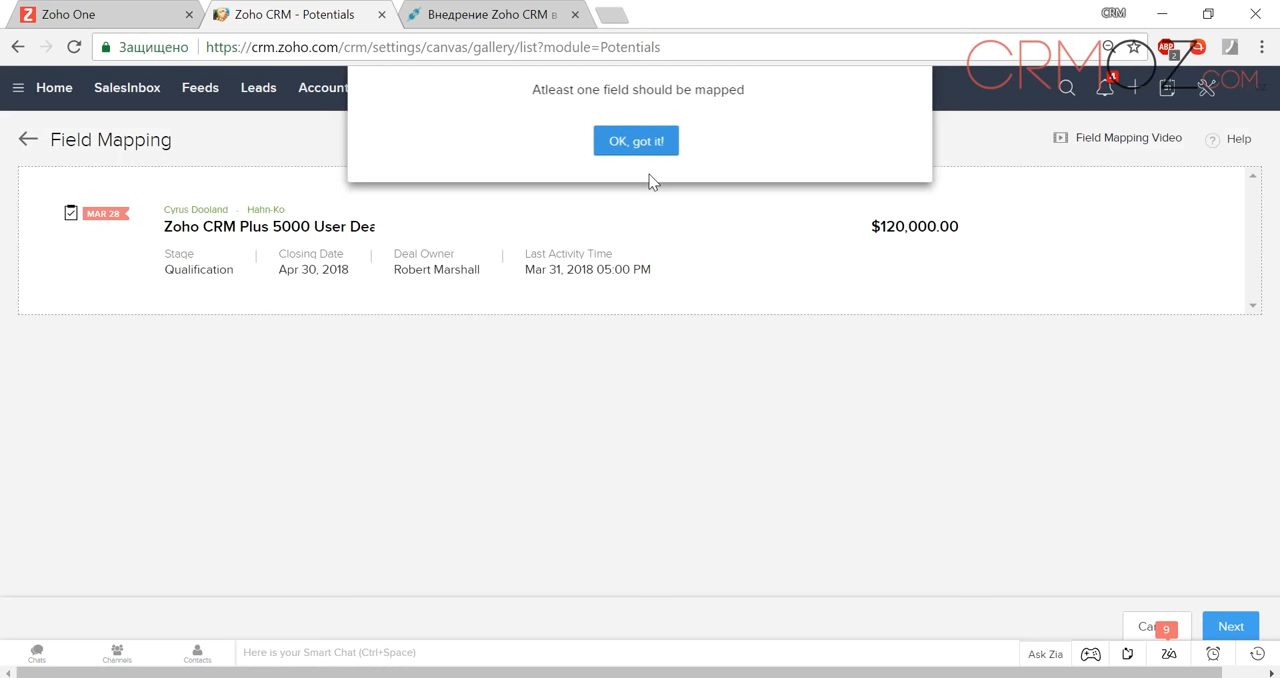 Zoho One
Zoho CRM - Potentials
Внедрение Zoho CRM в
CRM
Защищено
https://crm.zoho.com/crm/settings/canvas/gallery/list?module=Potentials
ABP
2
CRMOZ.COM
Home SalesInbox Feeds Leads Account
Atleast one field should be mapped
OK, got it!
Field Mapping
Field Mapping Video
Help
MAR 28
Cyrus Dooland - Hahn-Ko
Zoho CRM Plus 5000 User Dea
$120,000.00
Stage Closing Date Deal Owner Last Activity Time
Qualification Apr 30, 2018 Robert Marshall Mar 31, 2018 05:00 PM
Ca
9
Next
Chats Channels Contacts
Here is your Smart Chat (Ctrl+Space)
Ask Zia